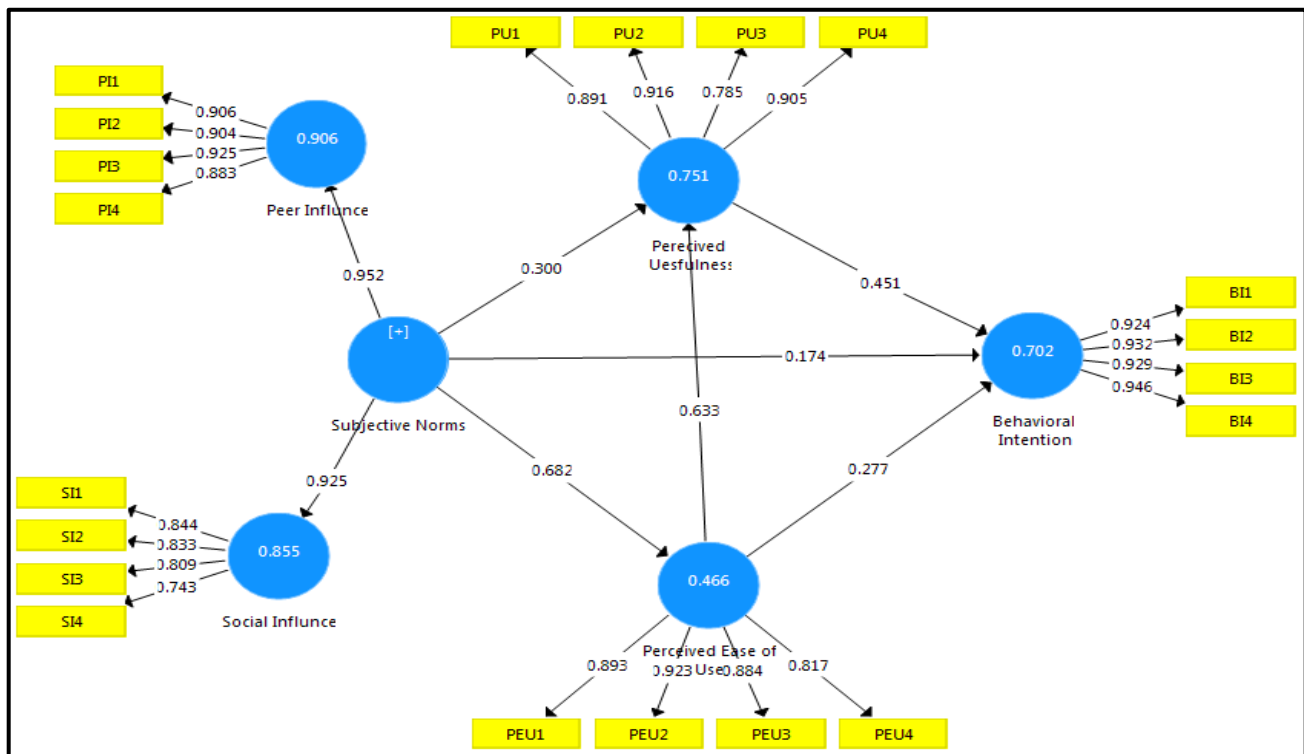 PU1 PU2 PU3 PU4
PI1
PI2
PI3
PI4
0.906
0.904
0.925
0.883
0.906
Peer Influnce
0.891
0.916
0.785
0.905
0.751
Perecived
Uesfulness
0.952
0.300
0.451
[+]
Subjective Norms
0.174
0.702
Behavioral
Intention
0.924
0.932
0.929
0.946
BI1
BI2
BI3
BI4
0.633
0.682
0.277
0.925
SI1
SI2
SI3
SI4
0.844
0.833
0.809
0.743
0.855
Social Influnce
0.466
Perceived Ease of
Use
0.893
0.923
0.884
0.817
PEU1 PEU2 PEU3 PEU4